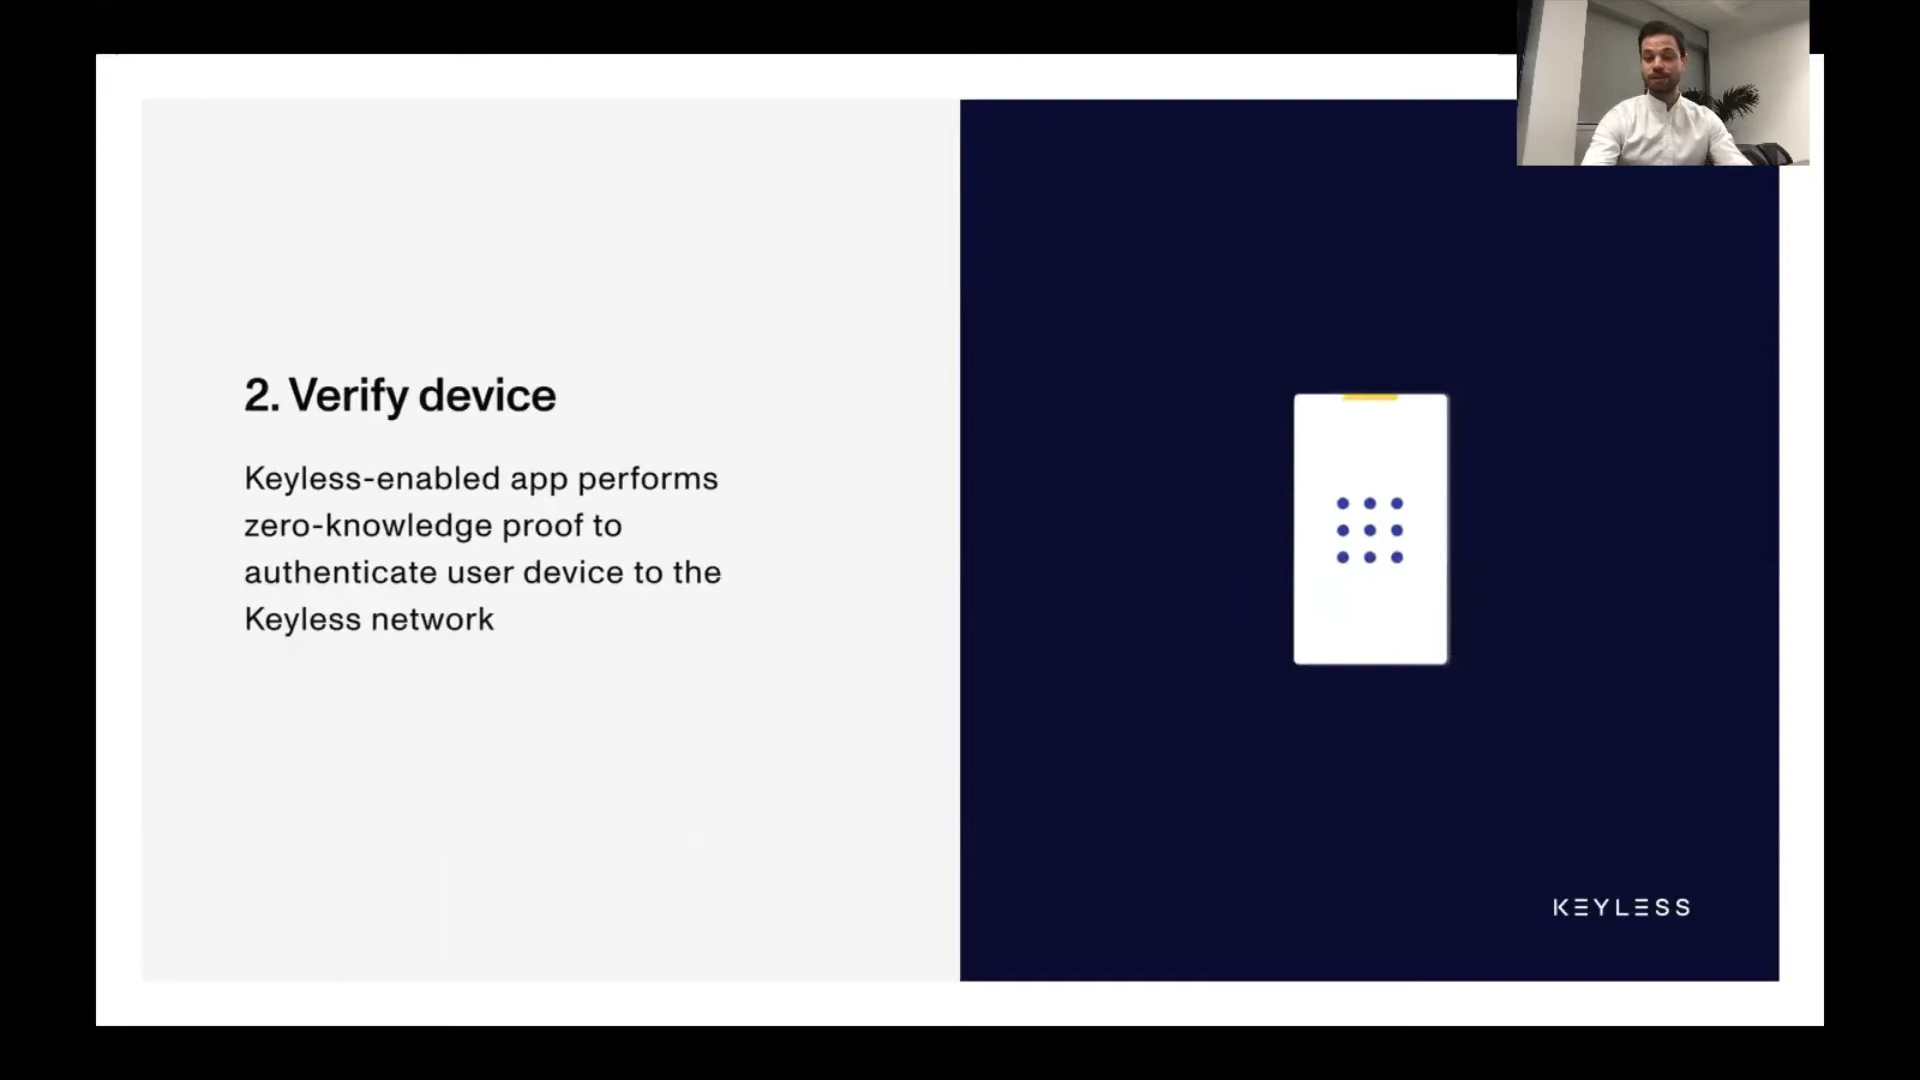 2. Verify device
Keyless-enabled app performs
zero-knowledge proof to
authenticate user device to the
Keyless network
KEYLESS